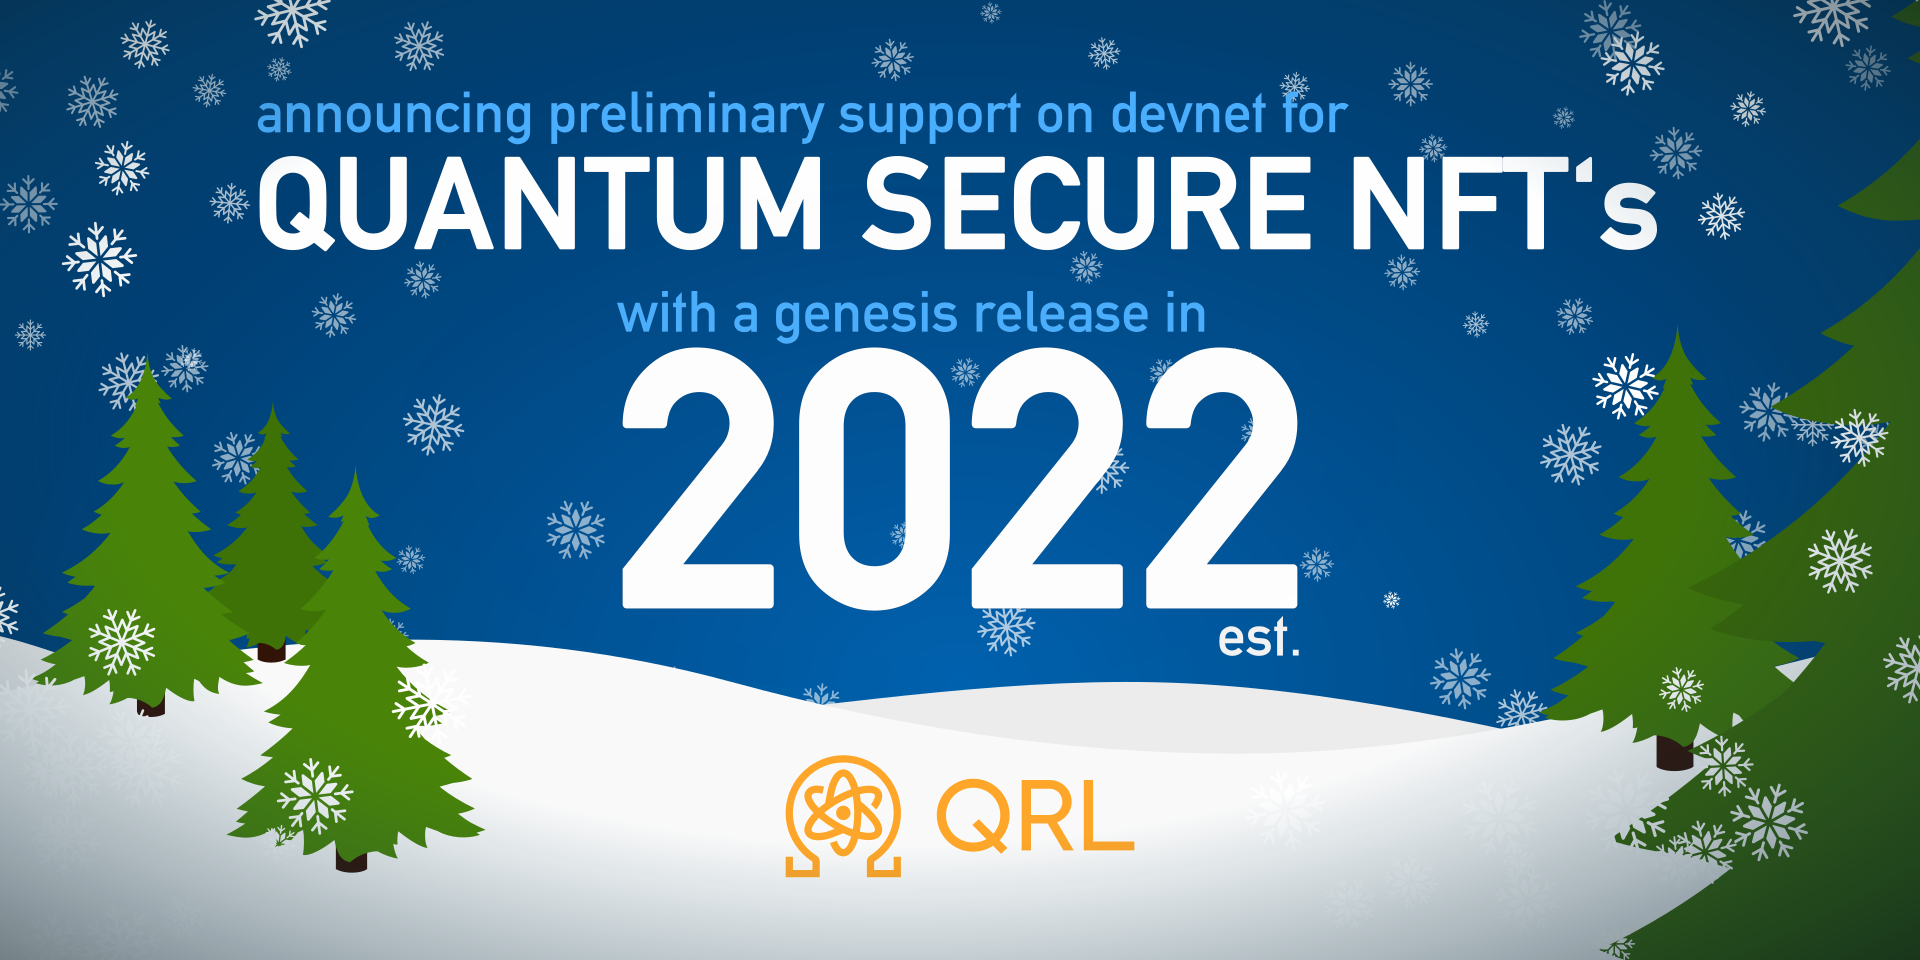 announcing preliminary support on devnet for
QUANTUM SECURE NFT‘s
with a genesis release in
2022
est.
QRL